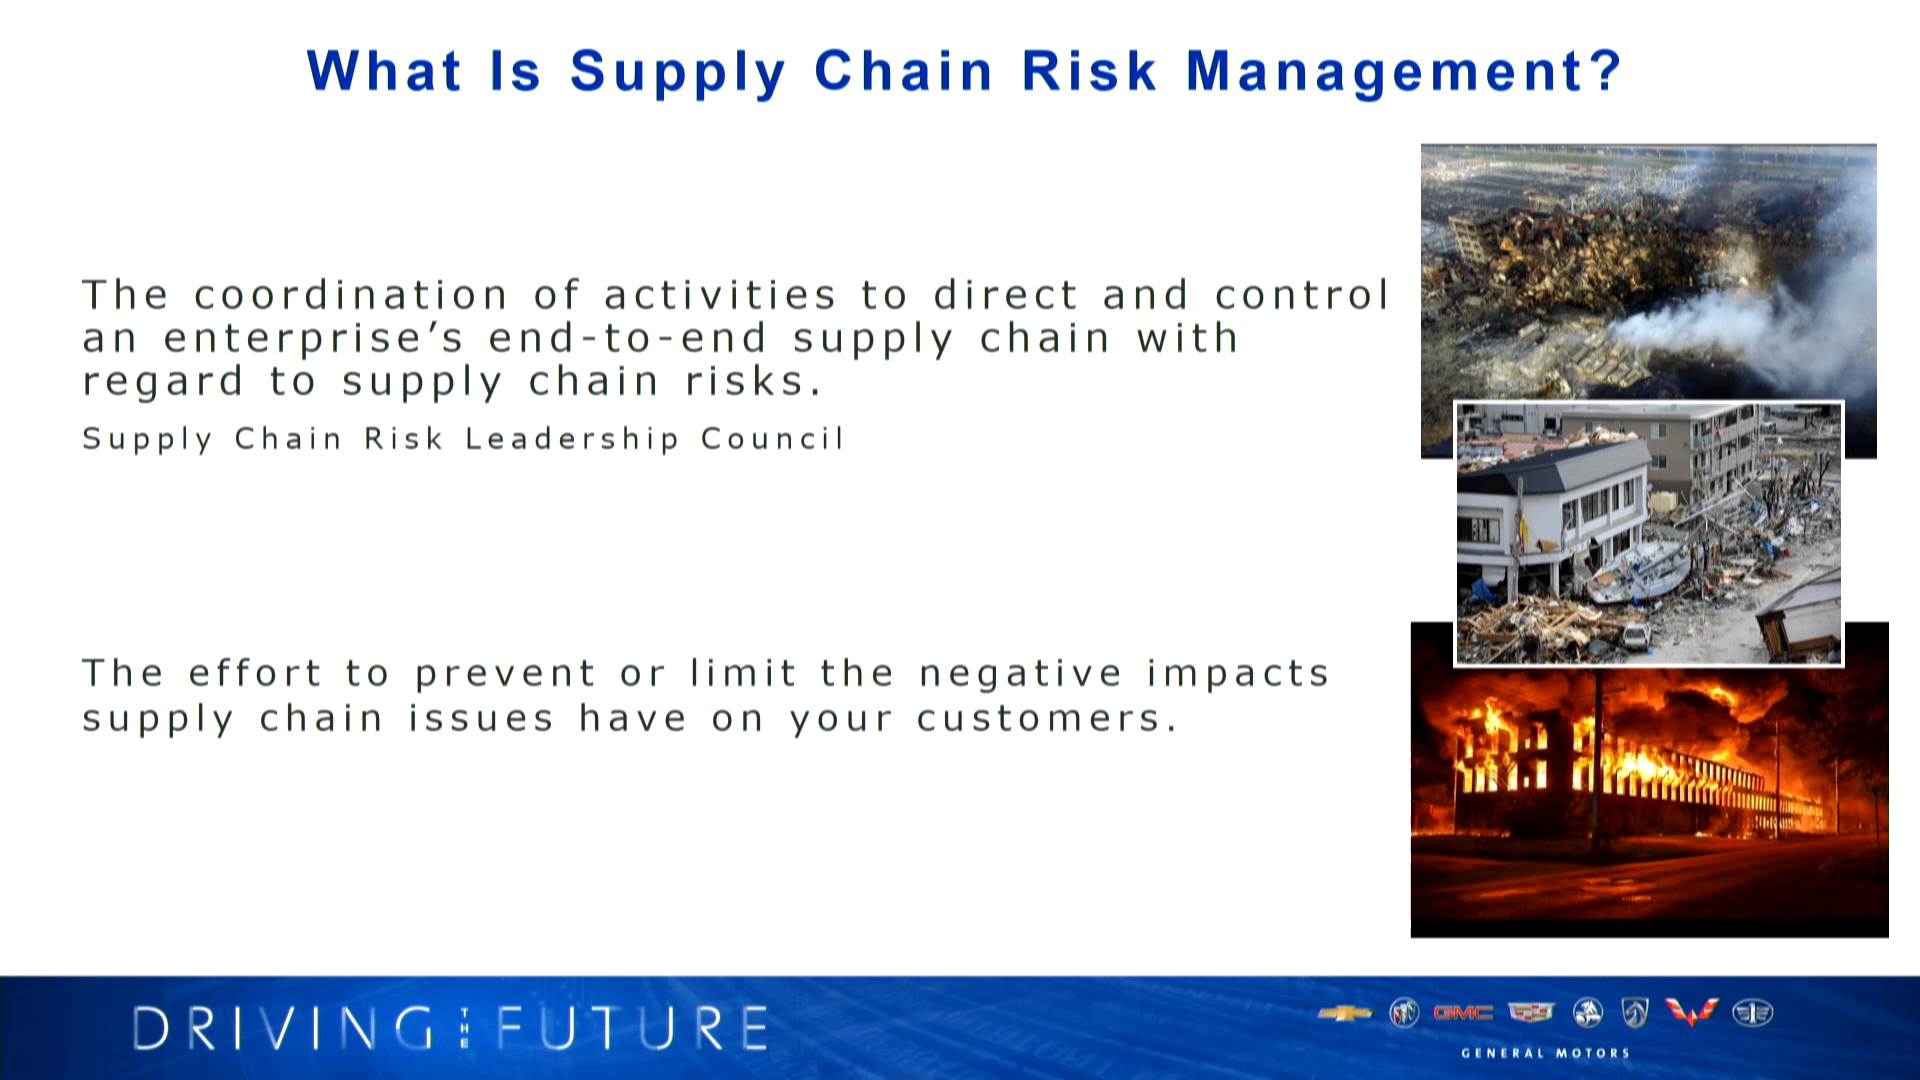 What Is Supply Chain Risk Management?
The coordination of activities to direct and control
an enterprise’s end-to-end supply chain with
regard to supply chain risks.
Supply Chain Risk Leadership Council
The effort to prevent or limit the negative impacts
supply chain issues have on your customers.
DRIVING THE FUTURE
GMC
GENERAL MOTORS